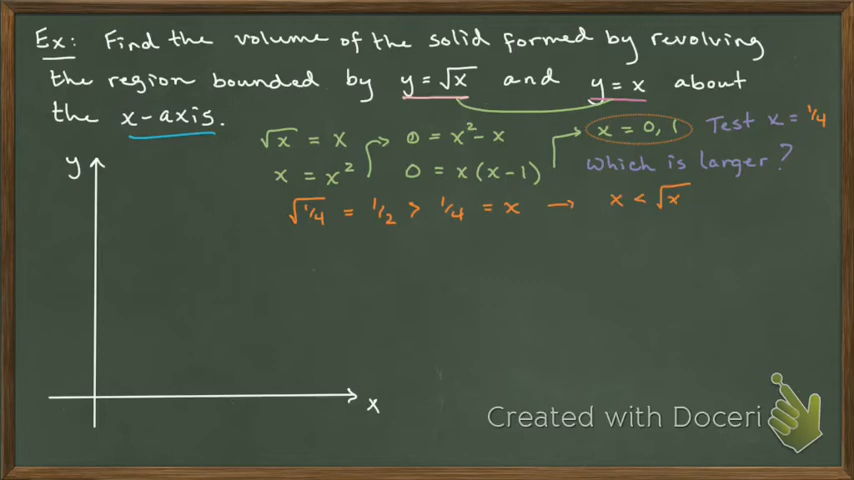 Ex: Find the volume of the solid formed by revolving
the region bounded by y = √x and y = x about
the x-axis.
√x = x
x = x²
0 = x² - x
0 = x(x-1)
x = 0, 1
Test x = 1/4
Which is larger?
√1/4 = 1/2 > 1/4 = x → x < √x
y
x
Created with Doceri